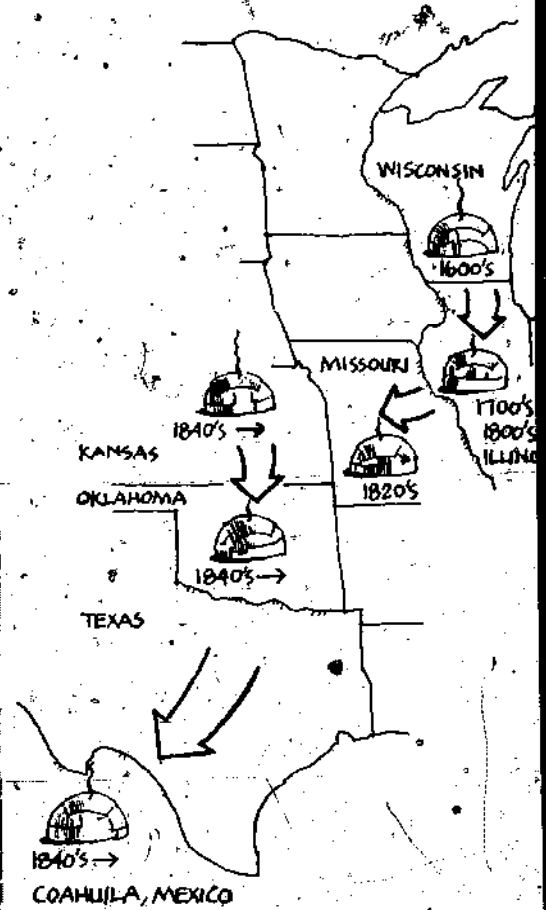 WISCONSIN
1600's
MISSOURI
1700's
1800's
ILLINO
1820's
1840's →
KANSAS
OKLAHOMA
1840's →
TEXAS
1840's →
COAHUILA, MEXICO